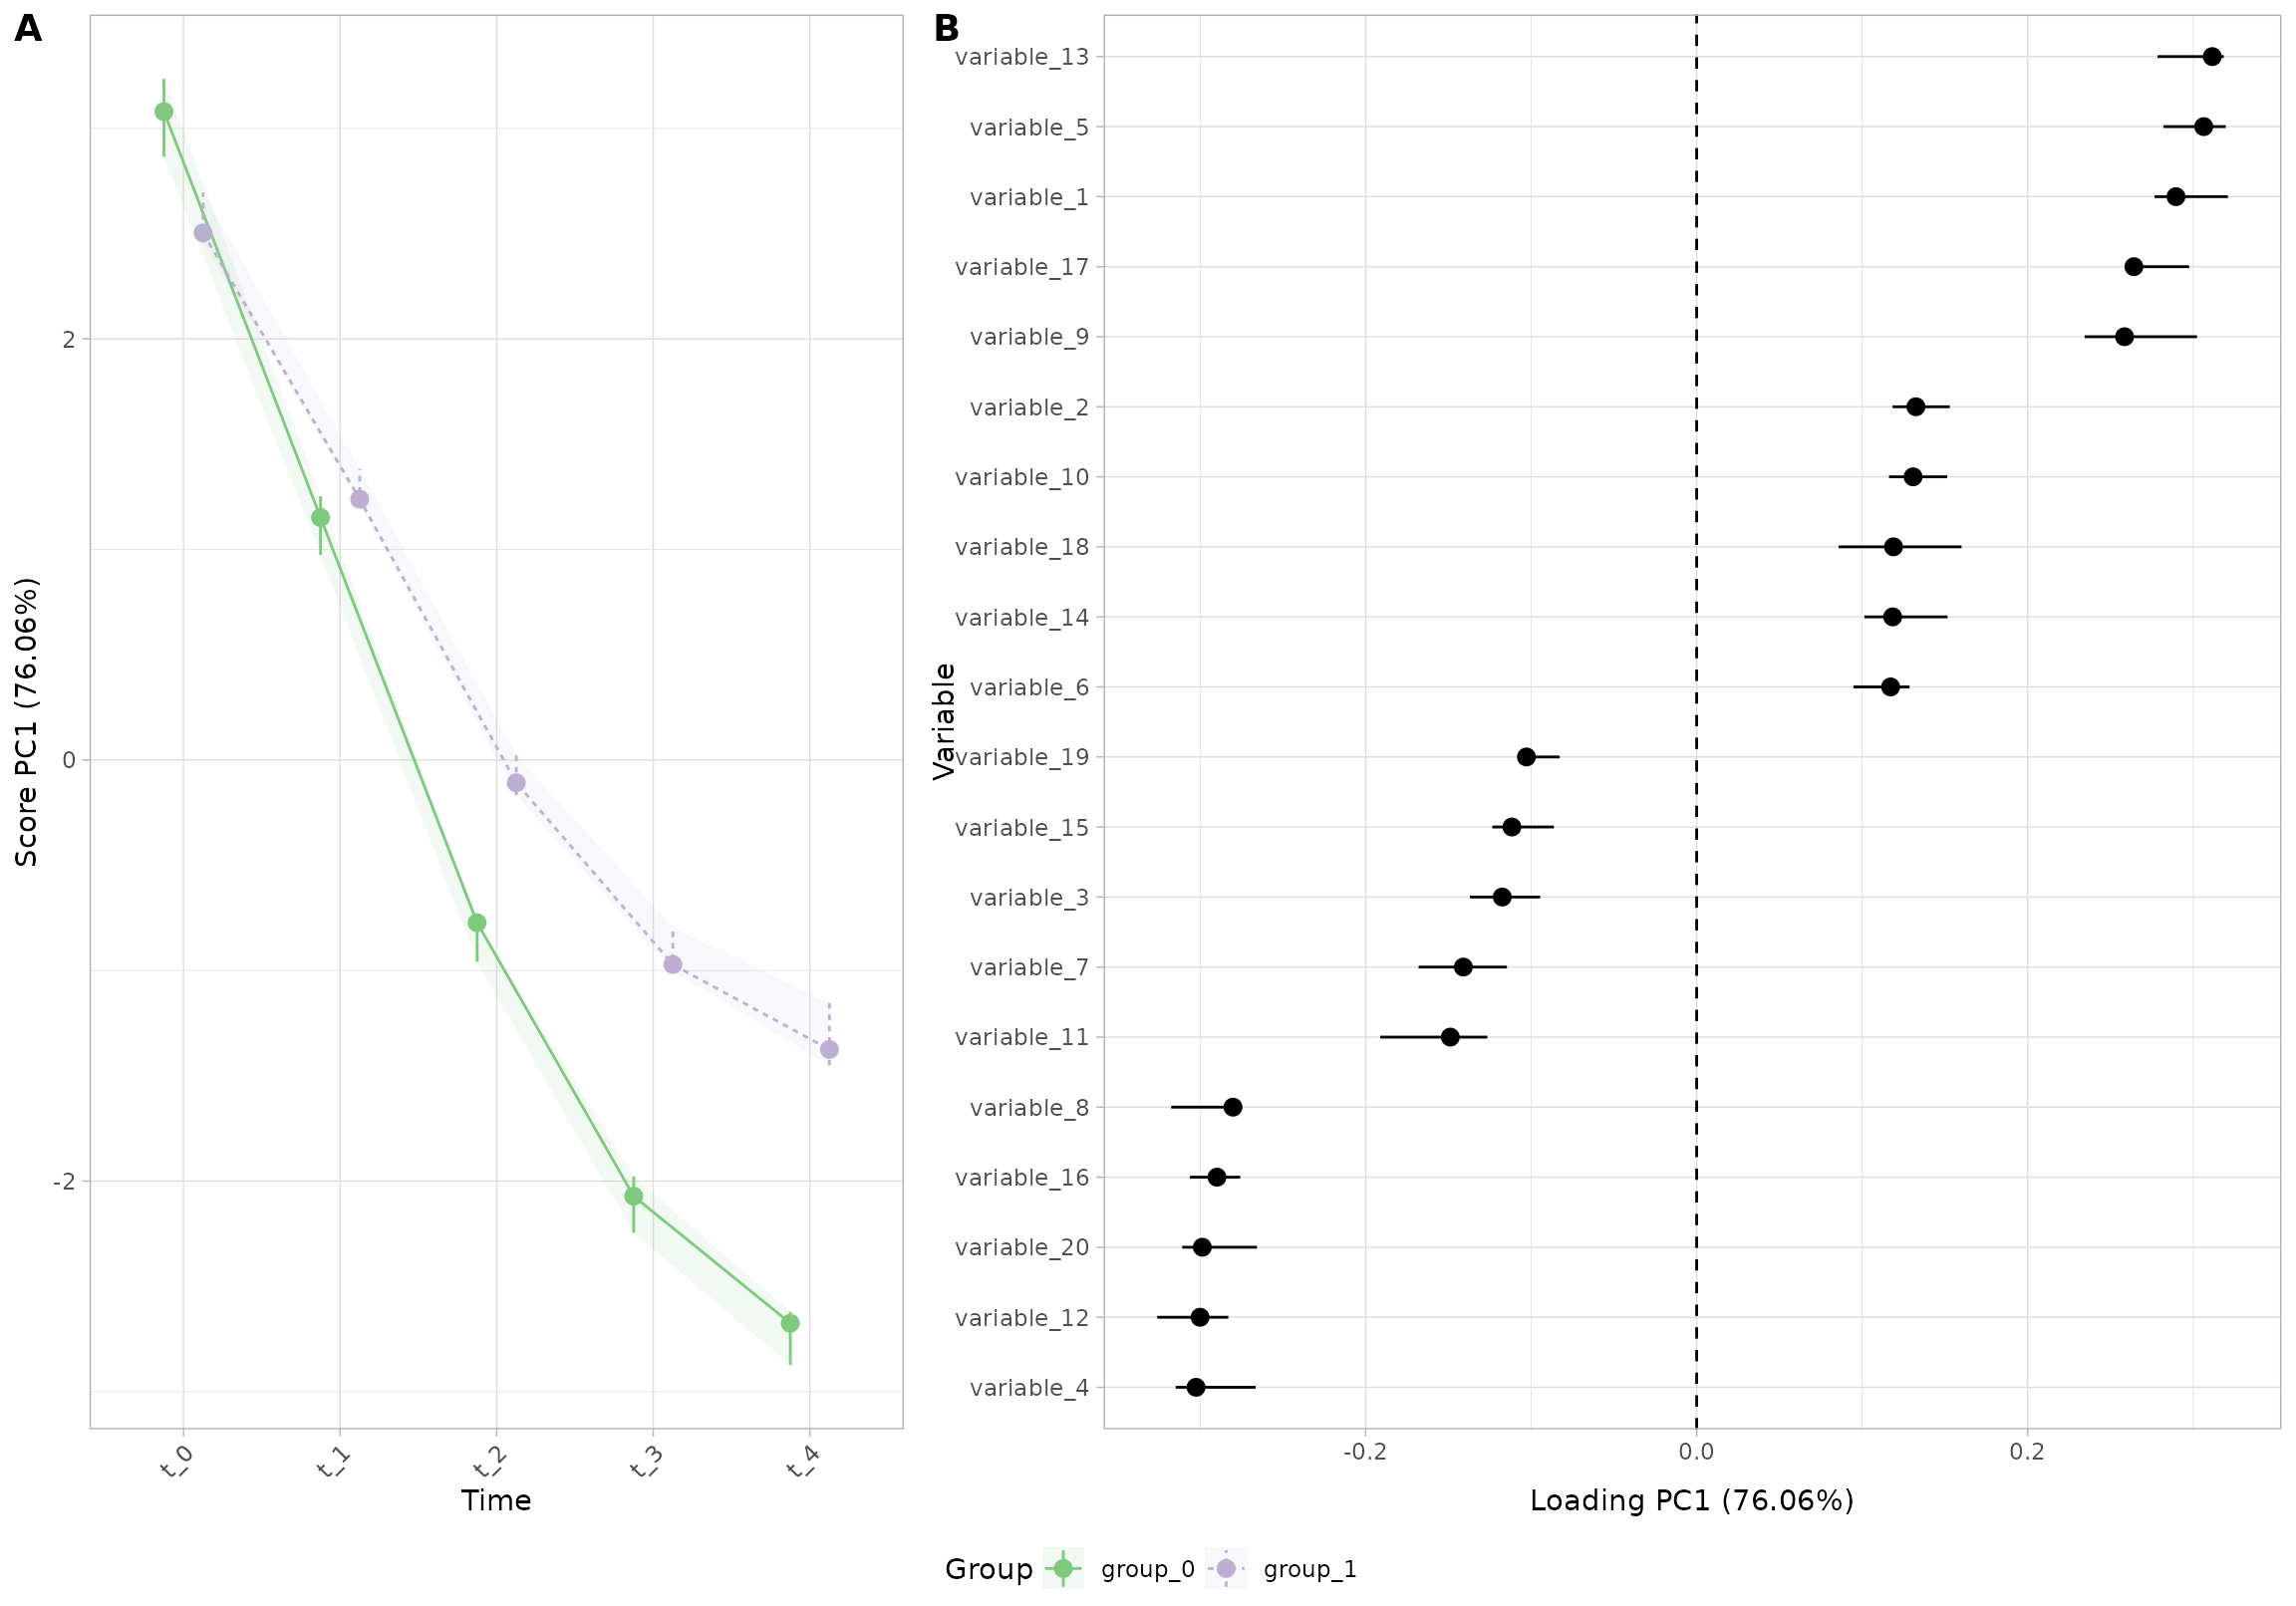 A
Score PC1 (76.06%)
2
0
-2
t_0
t_1
t_2
t_3
t_4
Time
B
Variable
variable_13
variable_5
variable_1
variable_17
variable_9
variable_2
variable_10
variable_18
variable_14
variable_6
variable_19
variable_15
variable_3
variable_7
variable_11
variable_8
variable_16
variable_20
variable_12
variable_4
-0.2
0.0
0.2
Loading PC1 (76.06%)
Group group_0 group_1